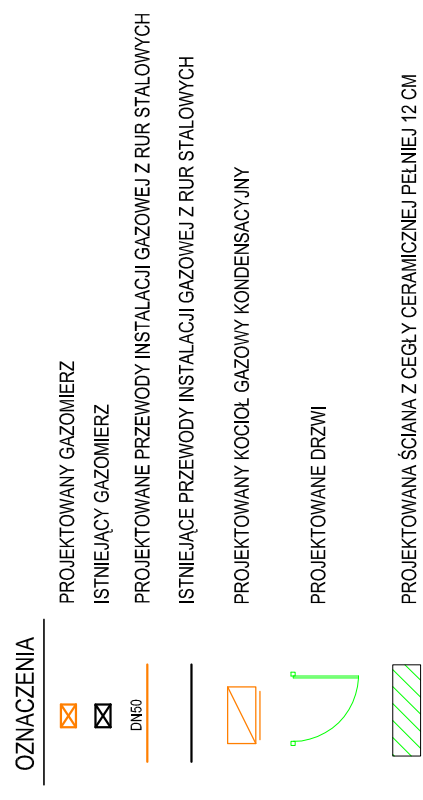 OZNACZENIA
PROJEKTOWANY GAZOMIERZ
ISTNIEJĄCY GAZOMIERZ
DN50
PROJEKTOWANE PRZEWODY INSTALACJI GAZOWEJ Z RUR STALOWYCH
ISTNIEJĄCE PRZEWODY INSTALACJI GAZOWEJ Z RUR STALOWYCH
PROJEKTOWANY KOCIOŁ GAZOWY KONDENSACYJNY
PROJEKTOWANE DRZWI
PROJEKTOWANA ŚCIANA Z CEGŁY CERAMICZNEJ PEŁNIEJ 12 CM